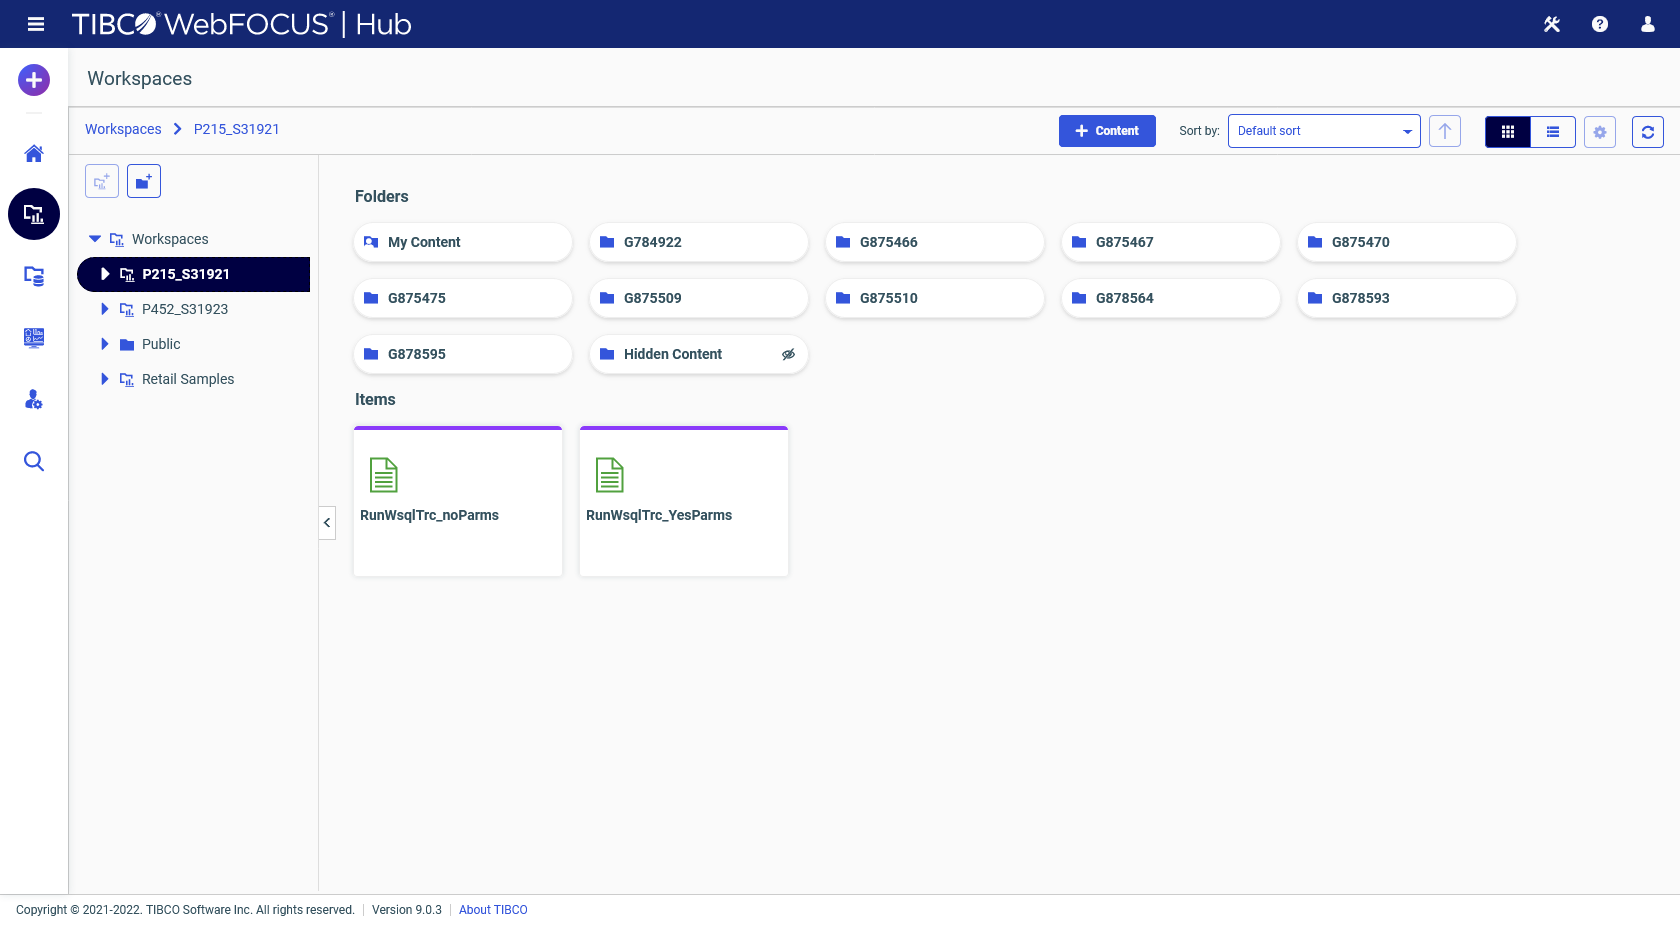 TIBCO® WebFOCUS® | Hub
Workspaces
Workspaces > P215_S31921
+ Content
Sort by:
Default sort
Workspaces
P215_S31921
P452_S31923
Public
Retail Samples
Folders
My Content
G784922
G875466
G875467
G875470
G875475
G875509
G875510
G878564
G878593
G878595
Hidden Content
Items
RunWsqlTrc_noParms
RunWsqlTrc_YesParms
Copyright © 2021-2022. TIBCO Software Inc. All rights reserved. | Version 9.0.3 | About TIBCO